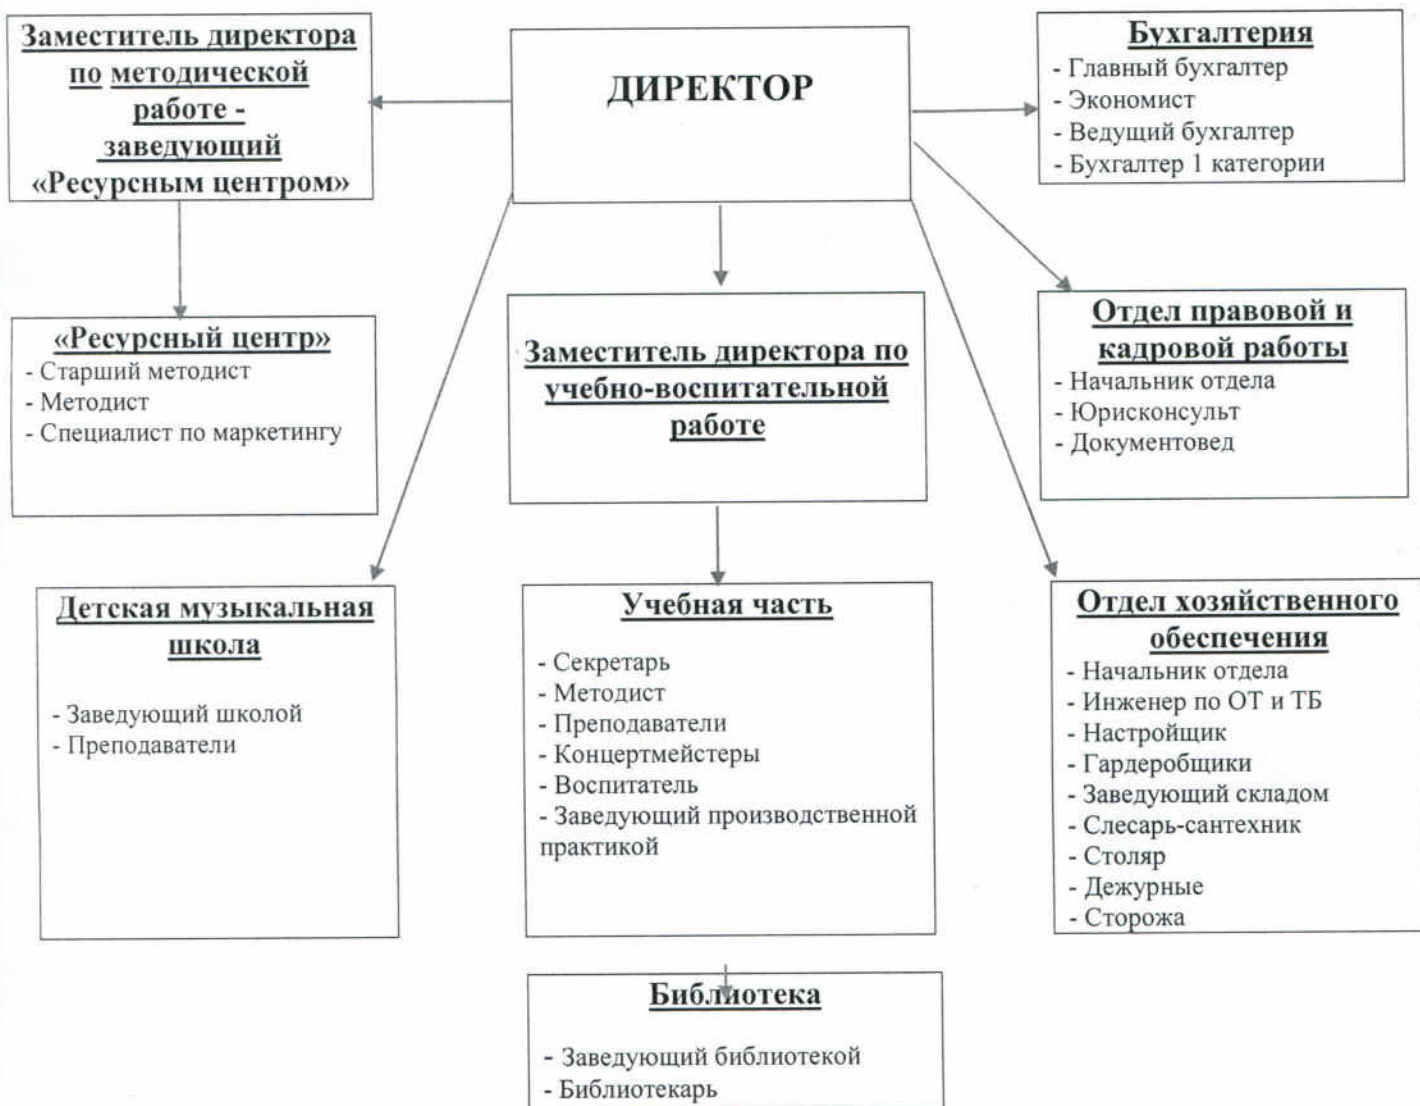 Заместитель директора
по методической
работе -
заведующий
«Ресурсным центром»
ДИРЕКТОР
Бухгалтерия
- Главный бухгалтер
- Экономист
- Ведущий бухгалтер
- Бухгалтер 1 категории
«Ресурсный центр»
- Старший методист
- Методист
- Специалист по маркетингу
Заместитель директора по
учебно-воспитательной
работе
Отдел правовой и
кадровой работы
- Начальник отдела
- Юрисконсульт
- Документовед
Детская музыкальная
школа
- Заведующий школой
- Преподаватели
Учебная часть
- Секретарь
- Методист
- Преподаватели
- Концертмейстеры
- Воспитатель
- Заведующий производственной
практикой
Отдел хозяйственного
обеспечения
- Начальник отдела
- Инженер по ОТ и ТБ
- Настройщик
- Гардеробщики
- Заведующий складом
- Слесарь-сантехник
- Столяр
- Дежурные
- Сторожа
Библиотека
- Заведующий библиотекой
- Библиотекарь